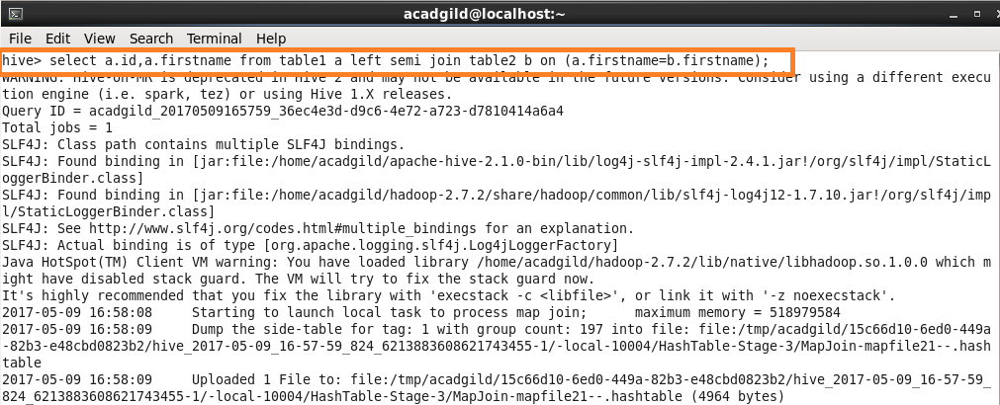 acadgild@localhost:~
File Edit View Search Terminal Help
hive> select a.id,a.firstname from table1 a left semi join table2 b on (a.firstname=b.firstname);
WARNING: Hive-on-MR is deprecated in Hive 2 and may not be available in the future versions. Consider using a different execu
tion engine (i.e. spark, tez) or using Hive 1.X releases.
Query ID = acadgild_20170509165759_36ec4e3d-d9c6-4e72-a723-d7810414a6a4
Total jobs = 1
SLF4J: Class path contains multiple SLF4J bindings.
SLF4J: Found binding in [jar:file:/home/acadgild/apache-hive-2.1.0-bin/lib/log4j-slf4j-impl-2.4.1.jar!/org/slf4j/impl/StaticL
oggerBinder.class]
SLF4J: Found binding in [jar:file:/home/acadgild/hadoop-2.7.2/share/hadoop/common/lib/slf4j-log4j12-1.7.10.jar!/org/slf4j/imp
l/StaticLoggerBinder.class]
SLF4J: See http://www.slf4j.org/codes.html#multiple_bindings for an explanation.
SLF4J: Actual binding is of type [org.apache.logging.slf4j.Log4jLoggerFactory]
Java HotSpot(TM) Client VM warning: You have loaded library /home/acadgild/hadoop-2.7.2/lib/native/libhadoop.so.1.0.0 which m
ight have disabled stack guard. The VM will try to fix the stack guard now.
It's highly recommended that you fix the library with 'execstack -c <libfile>', or link it with '-z noexecstack'.
2017-05-09 16:58:08 Starting to launch local task to process map join; maximum memory = 518979584
2017-05-09 16:58:09 Dump the side-table for tag: 1 with group count: 197 into file: file:/tmp/acadgild/15c66d10-6ed0-449a
-82b3-e48cbd0823b2/hive_2017-05-09_16-57-59_824_6213883608621743455-1/-local-10004/HashTable-Stage-3/MapJoin-mapfile21--.hash
table
2017-05-09 16:58:09 Uploaded 1 File to: file:/tmp/acadgild/15c66d10-6ed0-449a-82b3-e48cbd0823b2/hive_2017-05-09_16-57-59_
824_6213883608621743455-1/-local-10004/HashTable-Stage-3/MapJoin-mapfile21--.hashtable (4964 bytes)